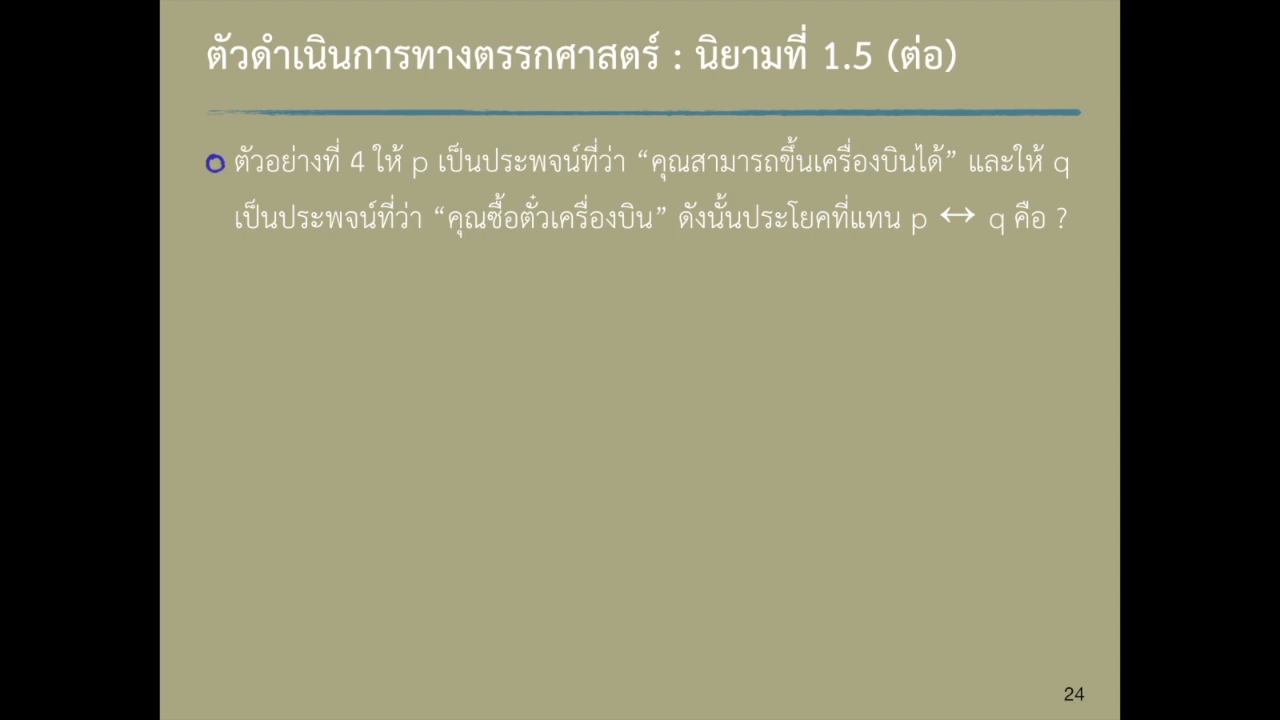 ตัวดำเนินการทางตรรกศาสตร์ : นิยามที่ 1.5 (ต่อ)
ตัวอย่างที่ 4 ให้ p เป็นประพจน์ที่ว่า “คุณสามารถขึ้นเครื่องบินได้” และให้ q
เป็นประพจน์ที่ว่า “คุณซื้อตั๋วเครื่องบิน” ดังนั้นประโยคที่แทน p ↔ q คือ ?
24